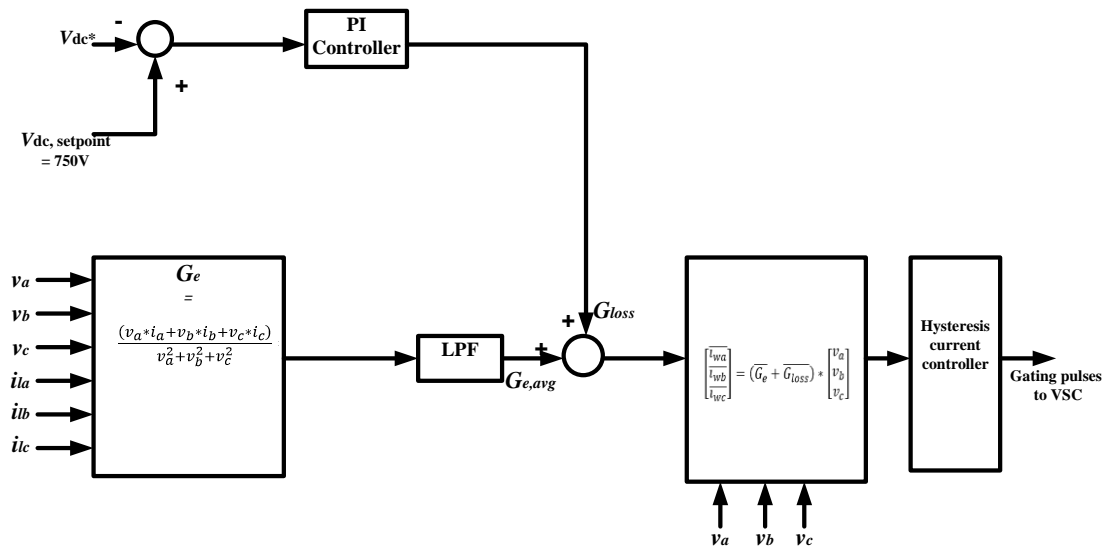 -
Vdc*
PI
Controller
+
Vdc, setpoint
= 750V
va
vb
vc
ila
ilb
ilc
Ge
=
(va*ia+vb*ib+vc*ic)
va²+vb²+vc²
LPF
Ge,avg
+
+
Gloss
[iwa iwb iwc] = (Ge + Gloss) * [va vb vc]
va vb vc
Hysteresis
current
controller
Gating pulses
to VSC